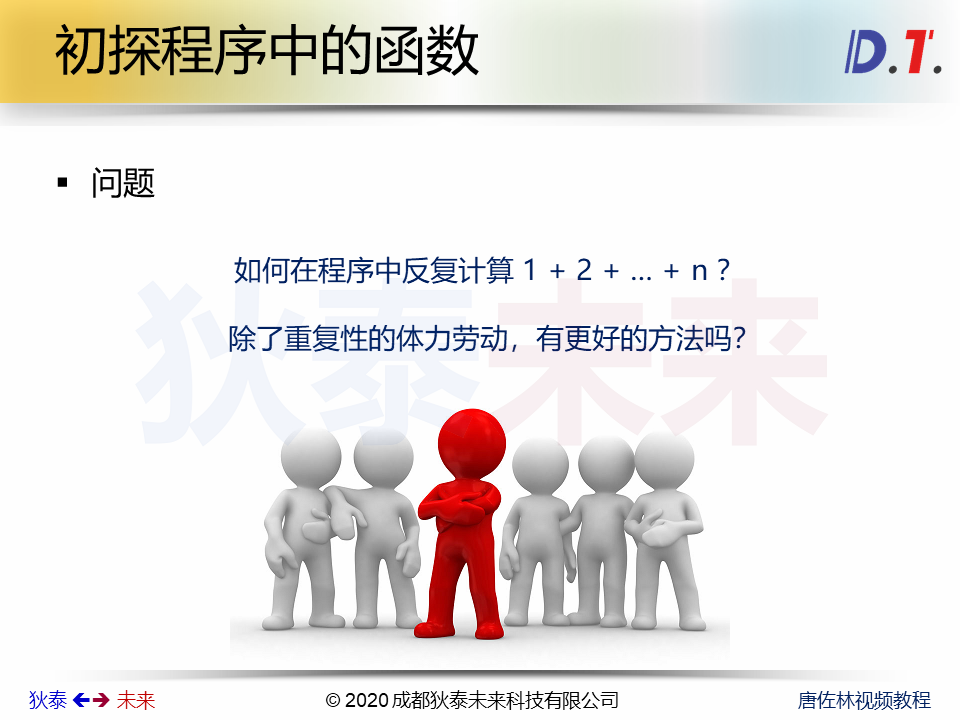 初探程序中的函数
D.T.
▪ 问题
如何在程序中反复计算 1 + 2 + ... + n ?
除了重复性的体力劳动，有更好的方法吗?
狄泰未来
狄泰 🡸🡺 未来
© 2020 成都狄泰未来科技有限公司
唐佐林视频教程